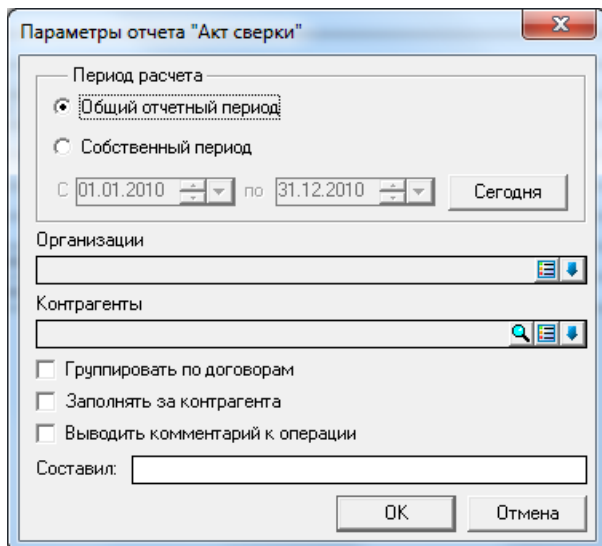 Параметры отчета "Акт сверки"
Период расчета
Общий отчетный период
Собственный период
С 01.01.2010 по 31.12.2010 Сегодня
Организации
Контрагенты
Группировать по договорам
Заполнять за контрагента
Выводить комментарий к операции
Составил:
OK Отмена